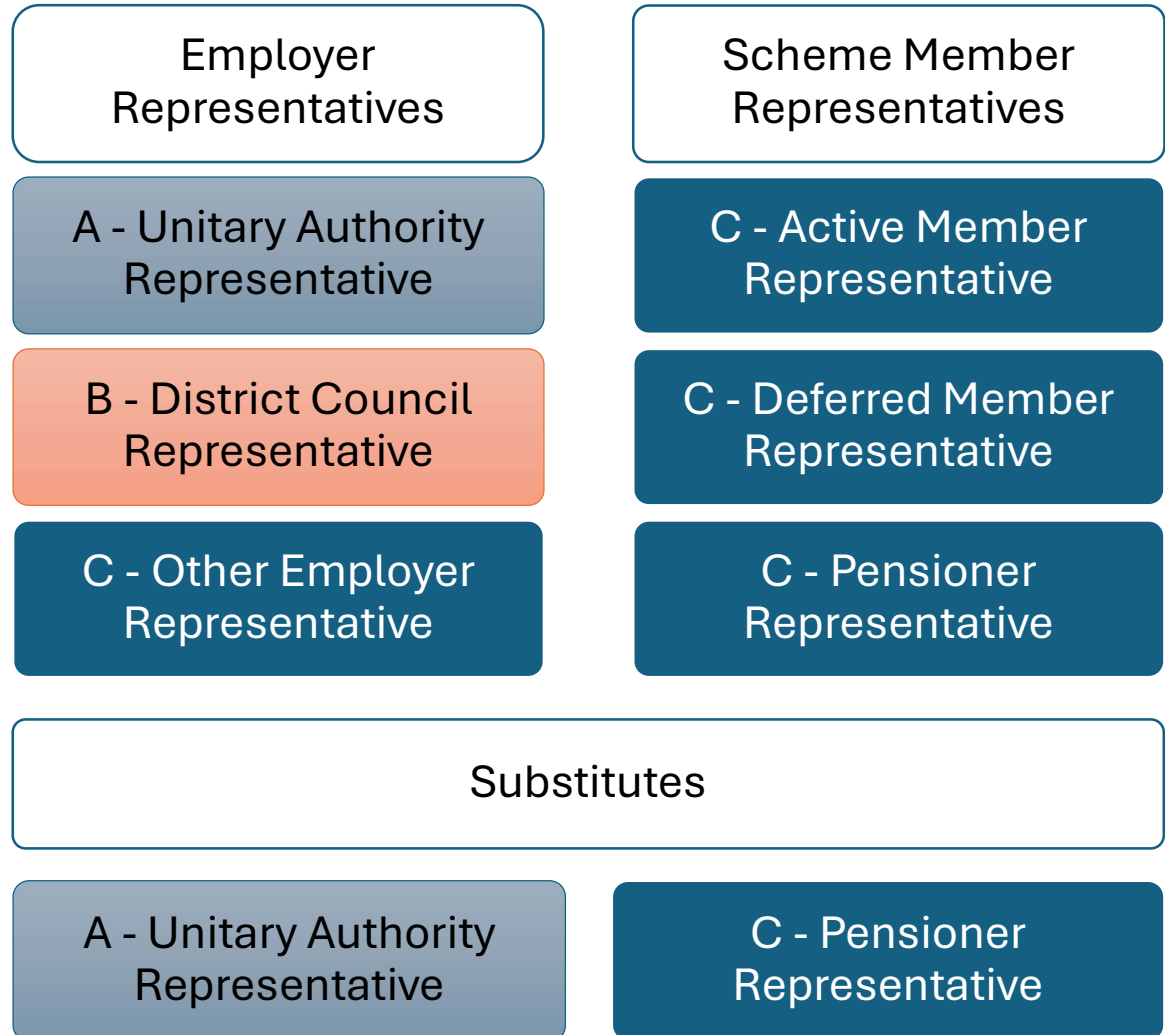 Employer
Representatives
Scheme Member
Representatives
A - Unitary Authority
Representative
C - Active Member
Representative
B - District Council
Representative
C - Deferred Member
Representative
C - Other Employer
Representative
C - Pensioner
Representative
Substitutes
A - Unitary Authority
Representative
C - Pensioner
Representative